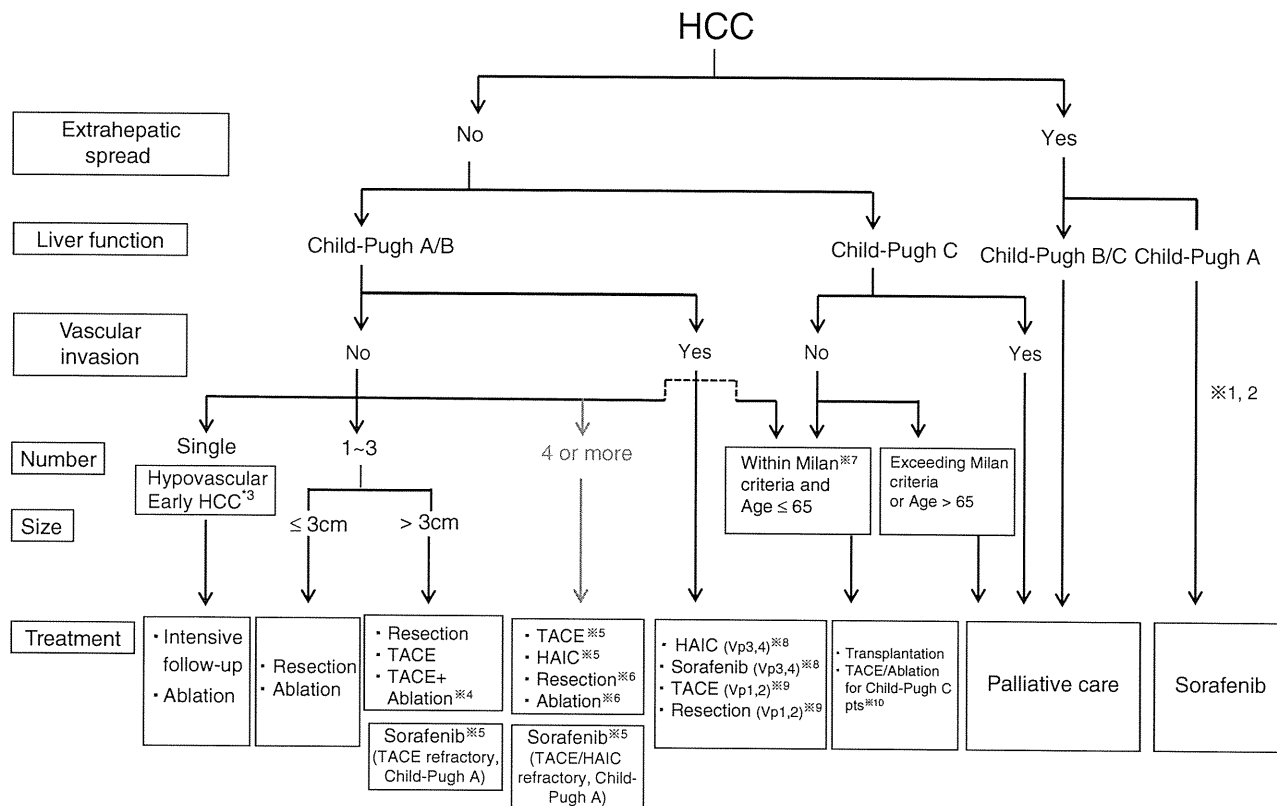 HCC
Extrahepatic
spread
No
Yes
Liver function
Child-Pugh A/B
Child-Pugh C
Child-Pugh B/C
Child-Pugh A
Vascular
invasion
No
Yes
No
Yes
※1, 2
Number
Single
1~3
4 or more
Hypovascular
Early HCC*3
Within Milan※7
criteria and
Age ≤ 65
Exceeding Milan
criteria
or Age > 65
Size
≤ 3cm
> 3cm
Treatment
・Intensive
follow-up
・Ablation
・Resection
・Ablation
・Resection
・TACE
・TACE+
Ablation※4
Sorafenib※5
(TACE refractory,
Child-Pugh A)
・TACE※5
・HAIC※5
・Resection※6
・Ablation※6
Sorafenib※5
(TACE/HAIC
refractory, Child-
Pugh A)
・HAIC (Vp3,4)※8
・Sorafenib (Vp3,4)※8
・TACE (Vp1,2)※9
・Resection (Vp1,2)※9
・Transplantation
・TACE/Ablation
for Child-Pugh C
pts※10
Palliative care
Sorafenib